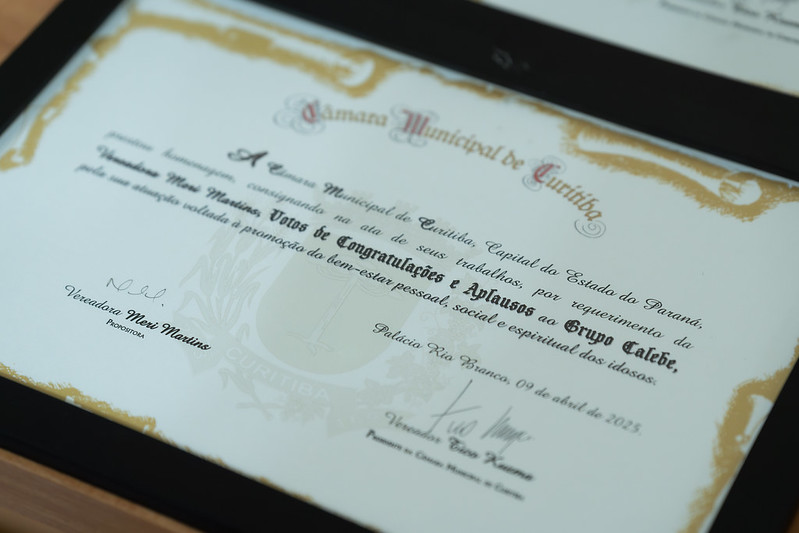 Câmara Municipal de Curitiba
A Câmara Municipal de Curitiba, Capital do Estado do Paraná,
presta homenagem, consignando na ata de seus trabalhos, por requerimento da
Vereadora Meri Martins, Votos de Congratulações e Aplausos ao Grupo Calebe,
pela sua atuação voltada à promoção do bem-estar pessoal, social e espiritual dos idosos.
Palácio Rio Branco, 09 de abril de 2025.
Vereadora Meri Martins
Propositora
Vereador Tico Kuzma
Presidente da Câmara Municipal de Curitiba
CURITIBA